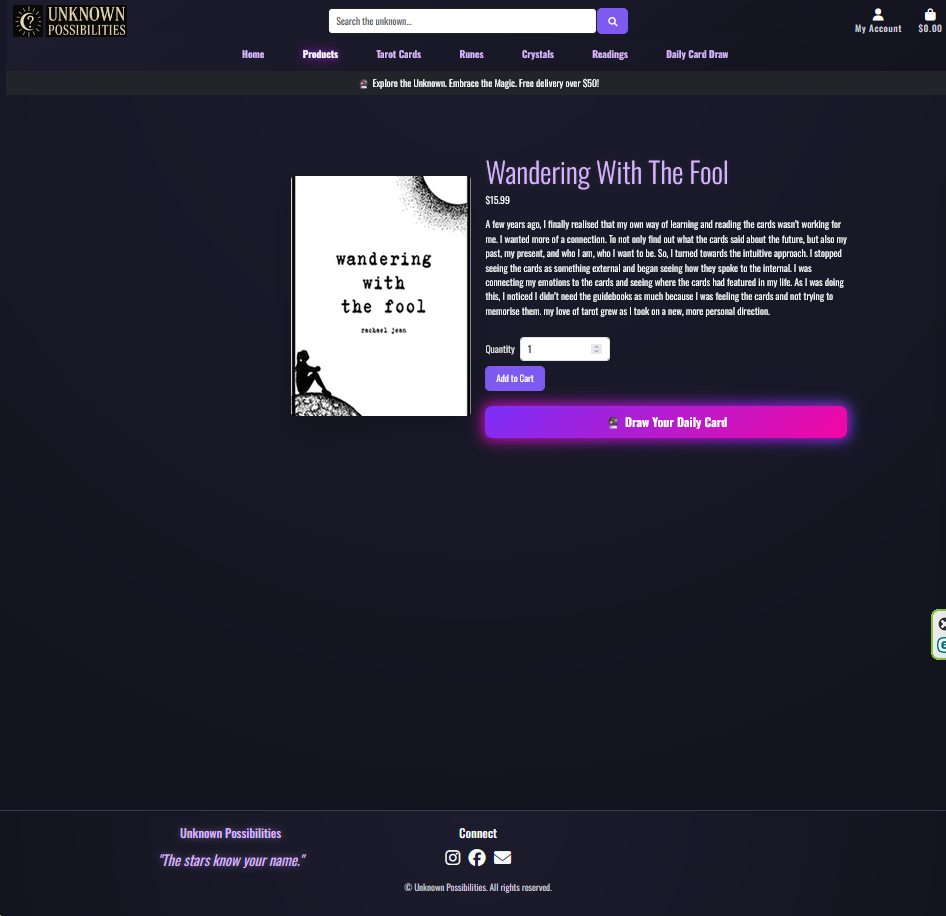 UNKNOWN
POSSIBILITIES
Search the unknown...
My Account
$0.00
Home
Products
Tarot Cards
Runes
Crystals
Readings
Daily Card Draw
Explore the Unknown. Embrace the Magic. Free delivery over $50!
wandering
with
the fool
rachael jean
Wandering With The Fool
$15.99
A few years ago, I finally realised that my own way of learning and reading the cards wasn't working for
me. I wanted more of a connection. To not only find out what the cards said about the future, but also my
past, my present, and who I am, who I want to be. So, I turned towards the intuitive approach. I stopped
seeing the cards as something external and began seeing how they spoke to the internal. I was
connecting my emotions to the cards and seeing where the cards had featured in my life. As I was doing
this, I noticed I didn't need the guidebooks as much because I was feeling the cards and not trying to
memorise them. my love of tarot grew as I took on a new, more personal direction.
Quantity
1
Add to Cart
Draw Your Daily Card
Unknown Possibilities
"The stars know your name."
Connect
© Unknown Possibilities. All rights reserved.